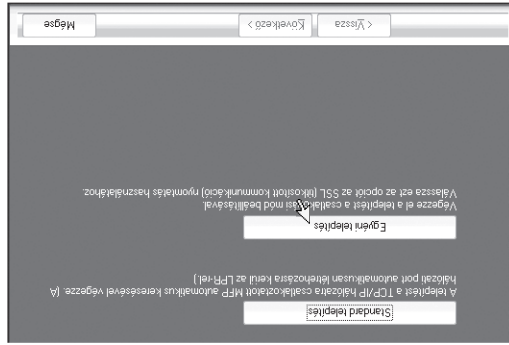 Standard telepítés
A telepítést a TCP/IP hálózatra csatlakoztatott MFP automatikus keresésével végezze. (A
hálózati port automatikusan létrehozásra kerül az LPR-rel.)
Egyéni telepítés
Végezze el a telepítést a csatlakozási mód beállításával.
Válassza ezt az opciót az SSL (titkosított kommunikáció) nyomtatás használatához.
< Vissza
Következő >
Mégse